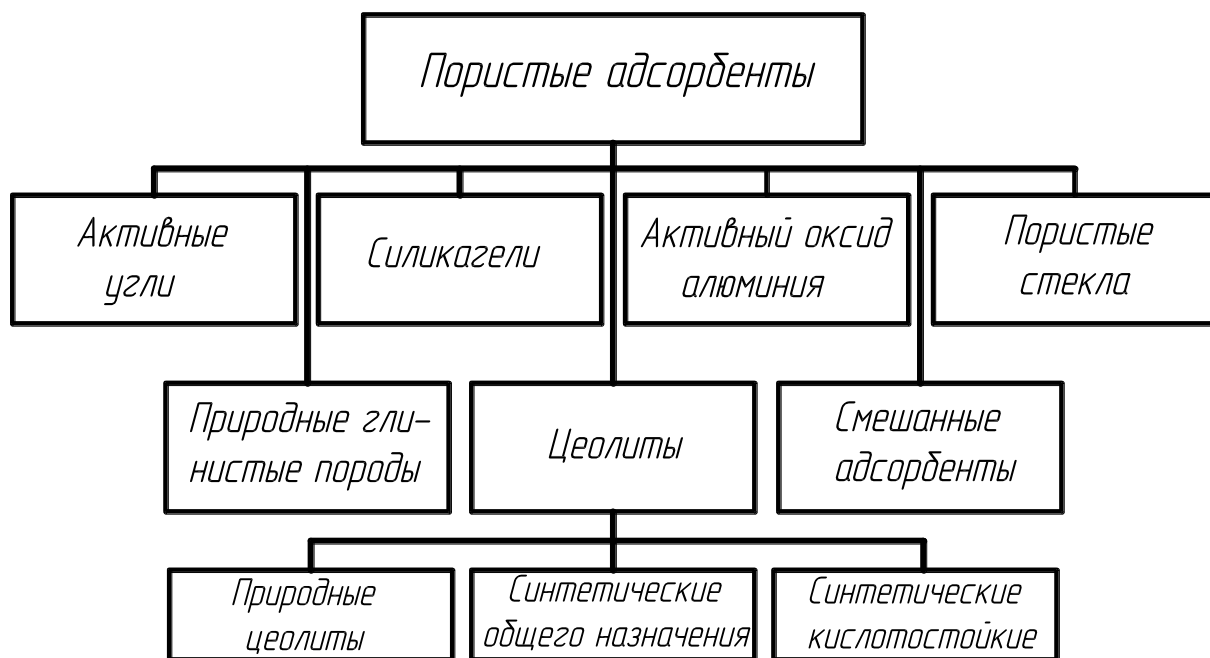 Пористые адсорбенты
Активные
угли
Силикагели
Активный оксид
алюминия
Пористые
стекла
Природные гли-
нистые породы
Цеолиты
Смешанные
адсорбенты
Природные
цеолиты
Синтетические
общего назначения
Синтетические
кислотостойкие